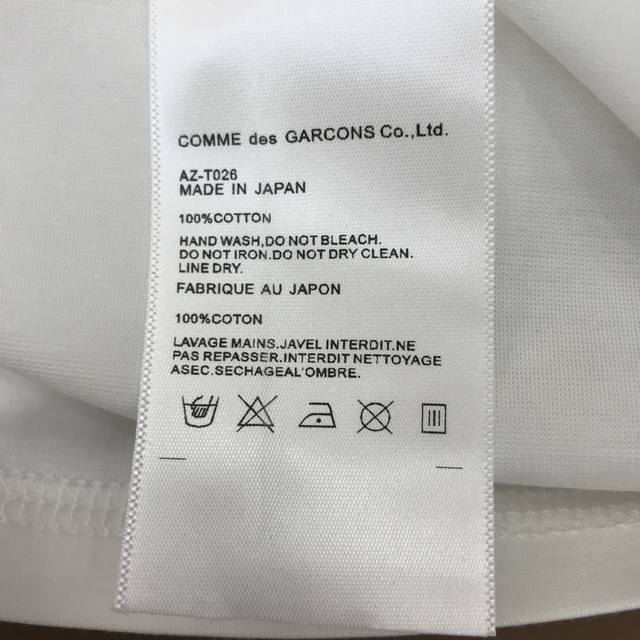 COMME des GARCONS Co.,Ltd.
AZ-T026
MADE IN JAPAN
100%COTTON
HAND WASH,DO NOT BLEACH.
DO NOT IRON.DO NOT DRY CLEAN.
LINE DRY.
FABRIQUE AU JAPON
100%COTON
LAVAGE MAINS.JAVEL INTERDIT.NE
PAS REPASSER.INTERDIT NETTOYAGE
ASEC.SECHAGEAL'OMBRE.